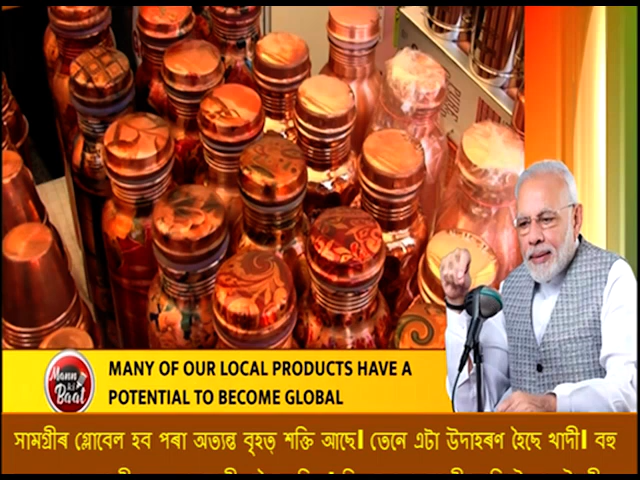 PURE
Mann
Ki
Baat
MANY OF OUR LOCAL PRODUCTS HAVE A
POTENTIAL TO BECOME GLOBAL
সামগ্ৰীৰ গ্লোবেল হব পৰা অত্যন্ত বৃহত্ শক্তি আছে। তেনে এটা উদাহৰণ হৈছে খাদী। বহু